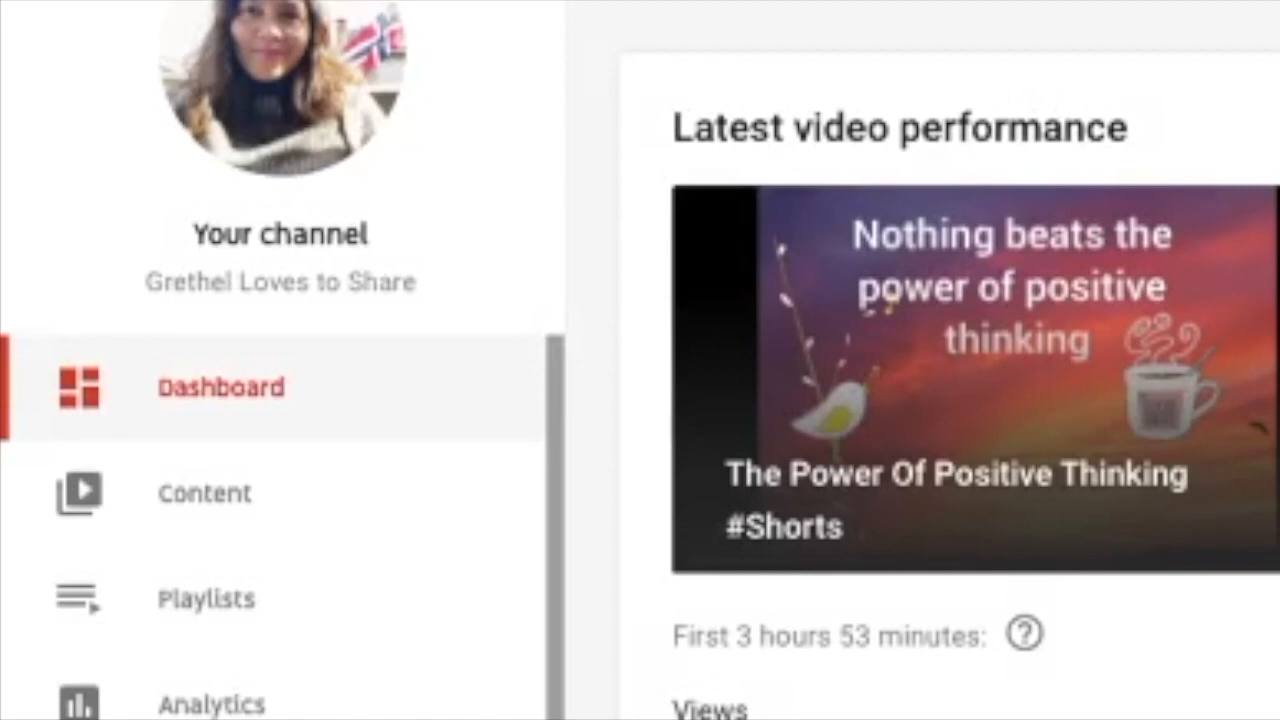 Your channel
Grethel Loves to Share
Dashboard
Content
Playlists
Analytics
Latest video performance
Nothing beats the
power of positive
thinking
The Power Of Positive Thinking
#Shorts
First 3 hours 53 minutes:
Views